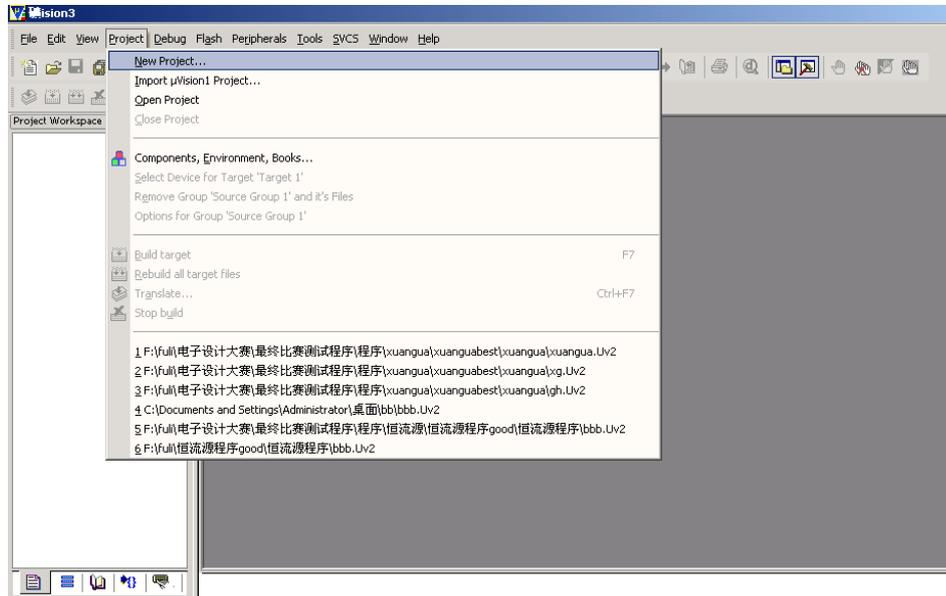 File Edit View Project Debug Flash Peripherals Tools SVCS Window Help
New Project...
Import µVision1 Project...
Open Project
Close Project
Project Workspace
Components, Environment, Books...
Select Device for Target 'Target 1'
Remove Group 'Source Group 1' and it's Files
Options for Group 'Source Group 1'
Build target F7
Rebuild all target files
Translate... Ctrl+F7
Stop build
1 F:\fuli\电子设计大赛\最终比赛测试程序\程序\xuangua\xuanguabest\xuangua\xuangua.Uv2
2 F:\fuli\电子设计大赛\最终比赛测试程序\程序\xuangua\xuanguabest\xuangua\xg.Uv2
3 F:\fuli\电子设计大赛\最终比赛测试程序\程序\xuangua\xuanguabest\xuangua\gh.Uv2
4 C:\Documents and Settings\Administrator\桌面\bb\bbb.Uv2
5 F:\fuli\电子设计大赛\最终比赛测试程序\程序\恒流源\恒流源程序good\恒流源程序\bbb.Uv2
6 F:\fuli\恒流源程序good\恒流源程序\bbb.Uv2